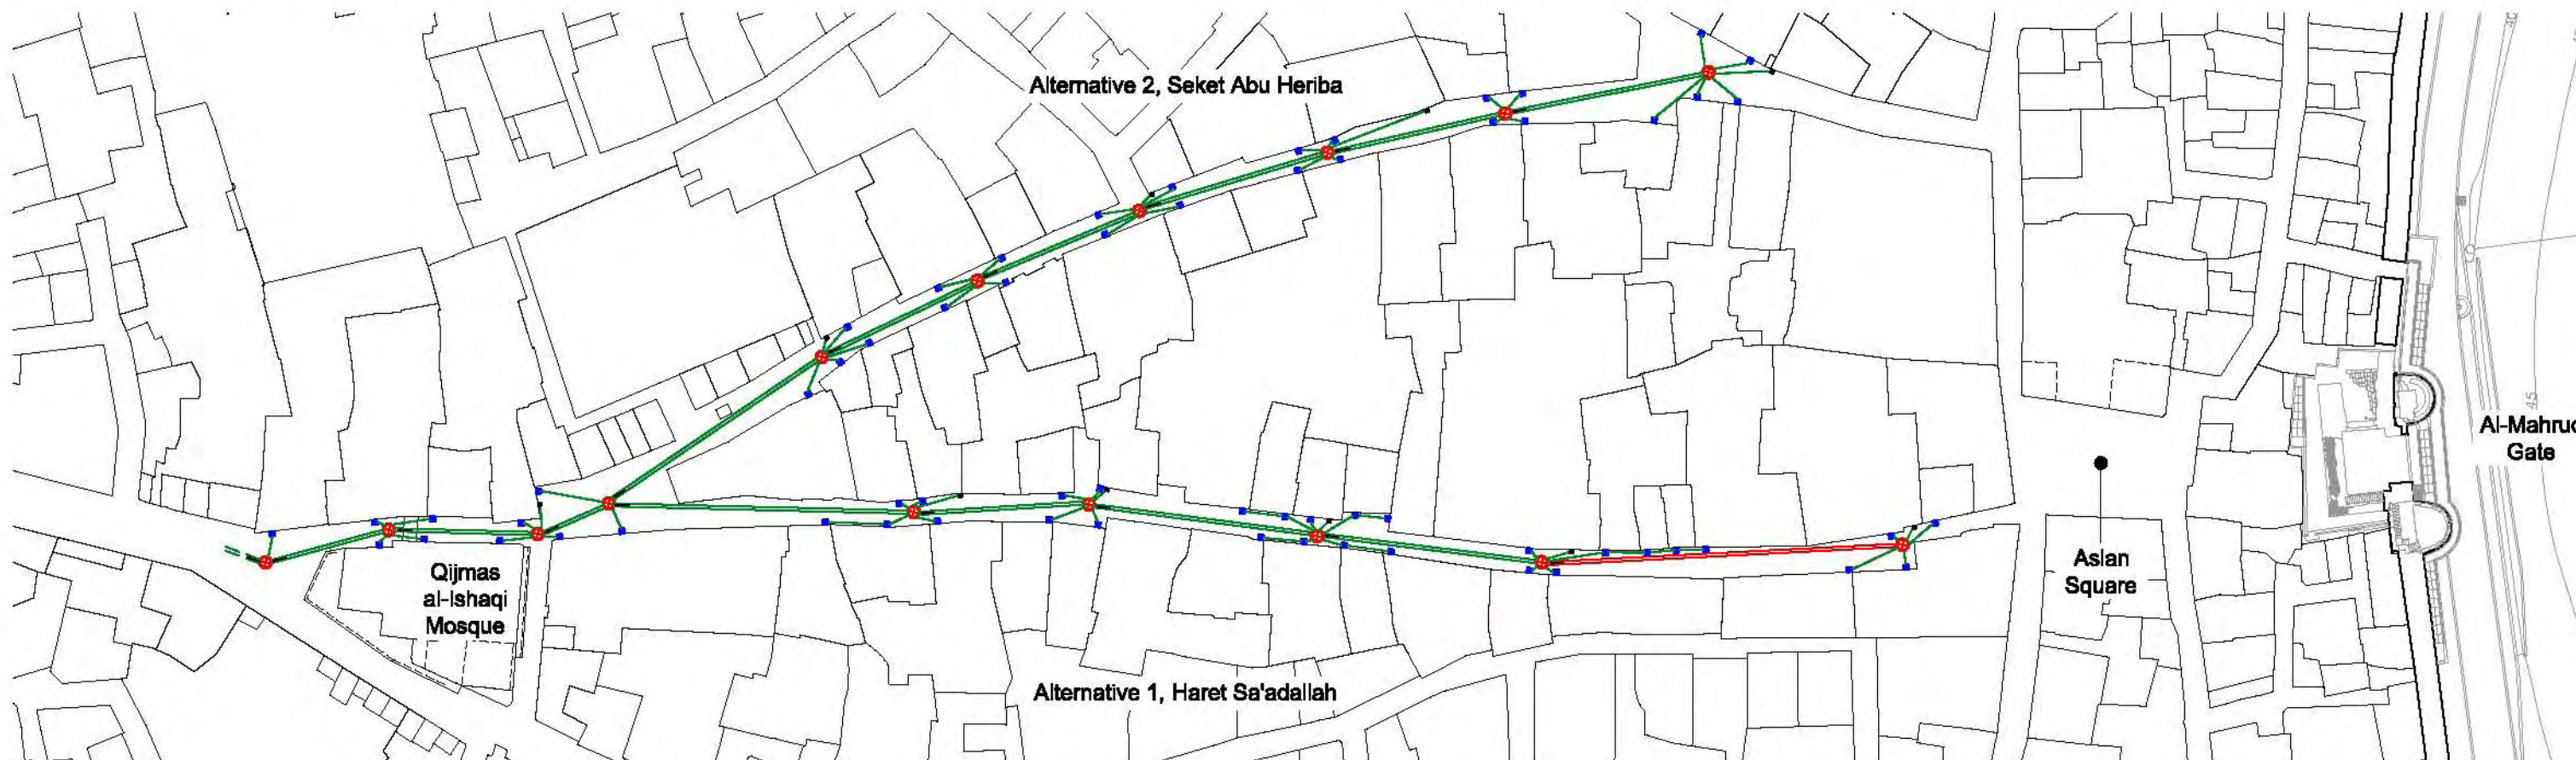 Alternative 2, Seket Abu Heriba
45
Al-Mahruq
Gate
Qijmas
al-Ishaqi
Mosque
Aslan
Square
Alternative 1, Haret Sa'adallah